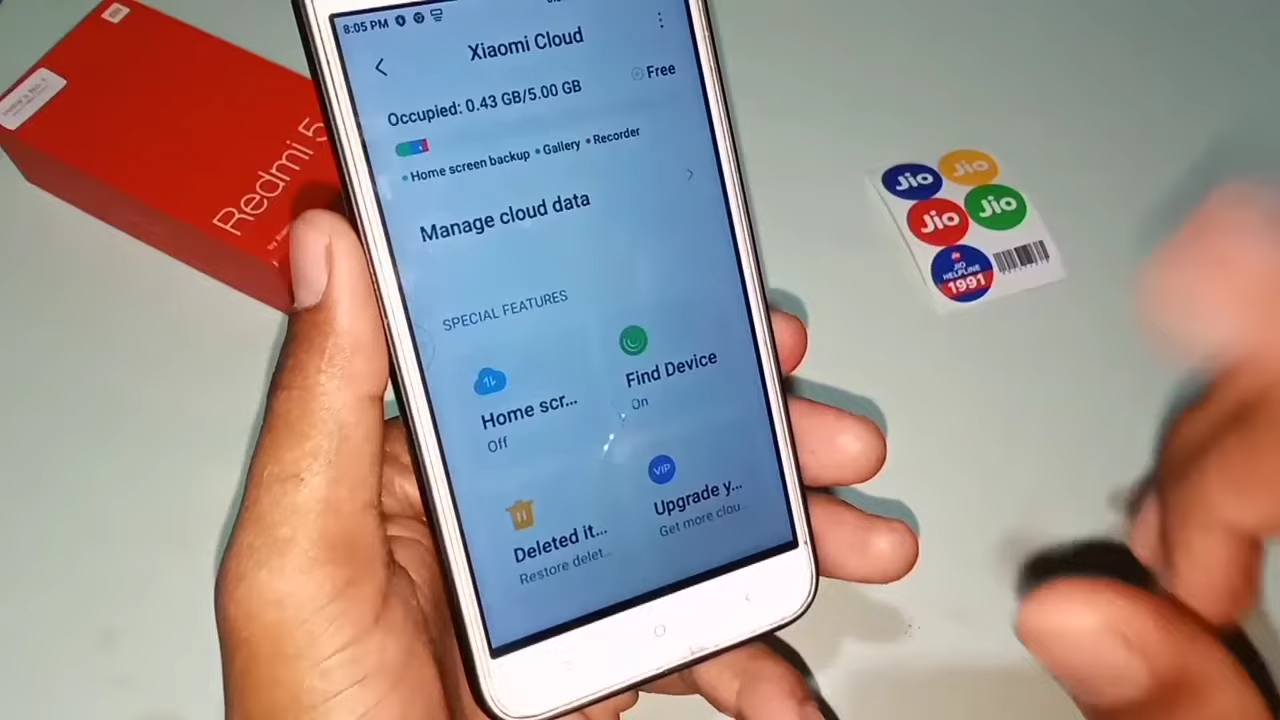 8:05 PM
Xiaomi Cloud
Occupied: 0.43 GB/5.00 GB
Free
Home screen backup • Gallery • Recorder
Manage cloud data
SPECIAL FEATURES
Home scr...
Off
Find Device
On
Deleted it...
Restore delet...
VIP
Upgrade y...
Get more clou...
Redmi 5
Jio
Jio
Jio
Jio
JIO
HELPLINE
1991